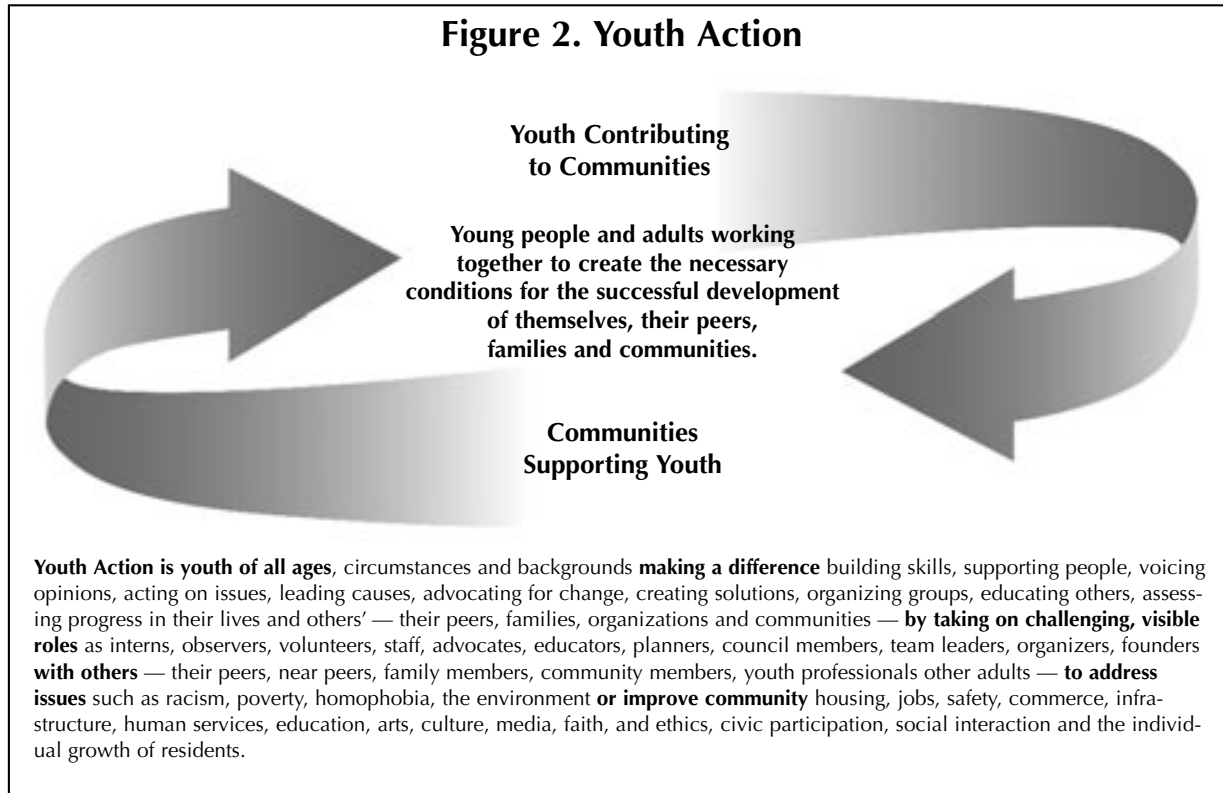 Figure 2. Youth Action
Youth Contributing
to Communities
Young people and adults working
together to create the necessary
conditions for the successful development
of themselves, their peers,
families and communities.
Communities
Supporting Youth
Youth Action is youth of all ages, circumstances and backgrounds making a difference building skills, supporting people, voicing
opinions, acting on issues, leading causes, advocating for change, creating solutions, organizing groups, educating others, assess-
ing progress in their lives and others’ — their peers, families, organizations and communities — by taking on challenging, visible
roles as interns, observers, volunteers, staff, advocates, educators, planners, council members, team leaders, organizers, founders
with others — their peers, near peers, family members, community members, youth professionals other adults — to address
issues such as racism, poverty, homophobia, the environment or improve community housing, jobs, safety, commerce, infra-
structure, human services, education, arts, culture, media, faith, and ethics, civic participation, social interaction and the individ-
ual growth of residents.